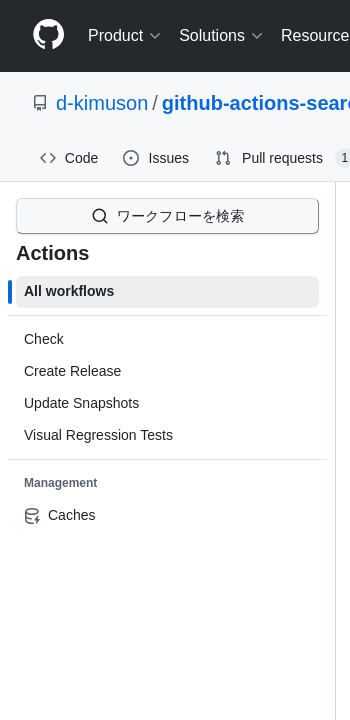 Product Solutions Resource
d-kimuson / github-actions-sear
Code Issues Pull requests 1
ワークフローを検索
Actions
All workflows
Check
Create Release
Update Snapshots
Visual Regression Tests
Management
Caches